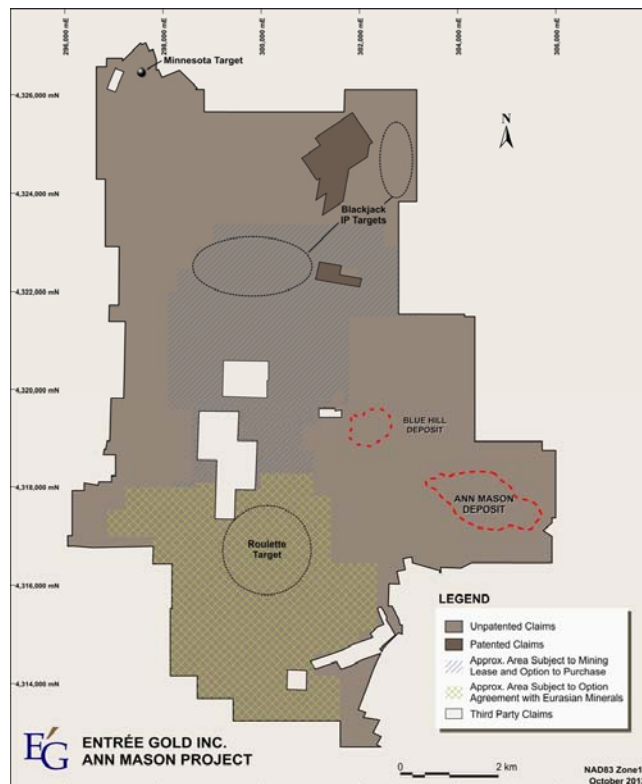 296,000 mE
298,000 mE
300,000 mE
302,000 mE
304,000 mE
306,000 mE
Minnesota Target
4,326,000 mN
N
4,324,000 mN
Blackjack
IP Targets
4,322,000 mN
4,320,000 mN
BLUE HILL
DEPOSIT
4,318,000 mN
ANN MASON
DEPOSIT
Roulette
Target
4,316,000 mN
LEGEND
Unpatented Claims
Patented Claims
Approx. Area Subject to Mining
Lease and Option to Purchase
4,314,000 mN
Approx. Area Subject to Option
Agreement with Eurasian Minerals
Third Party Claims
EG
ENTRÉE GOLD INC.
ANN MASON PROJECT
0 2 km
NAD83
October